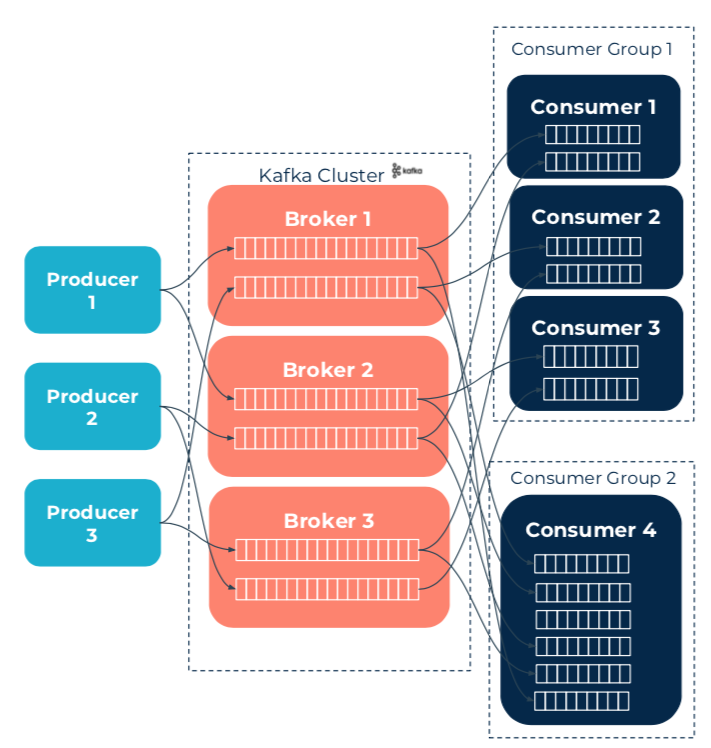 Consumer Group 1
Consumer 1
Kafka Cluster
kafka
Consumer 2
Broker 1
Producer
1
Consumer 3
Broker 2
Producer
2
Consumer Group 2
Producer
3
Broker 3
Consumer 4